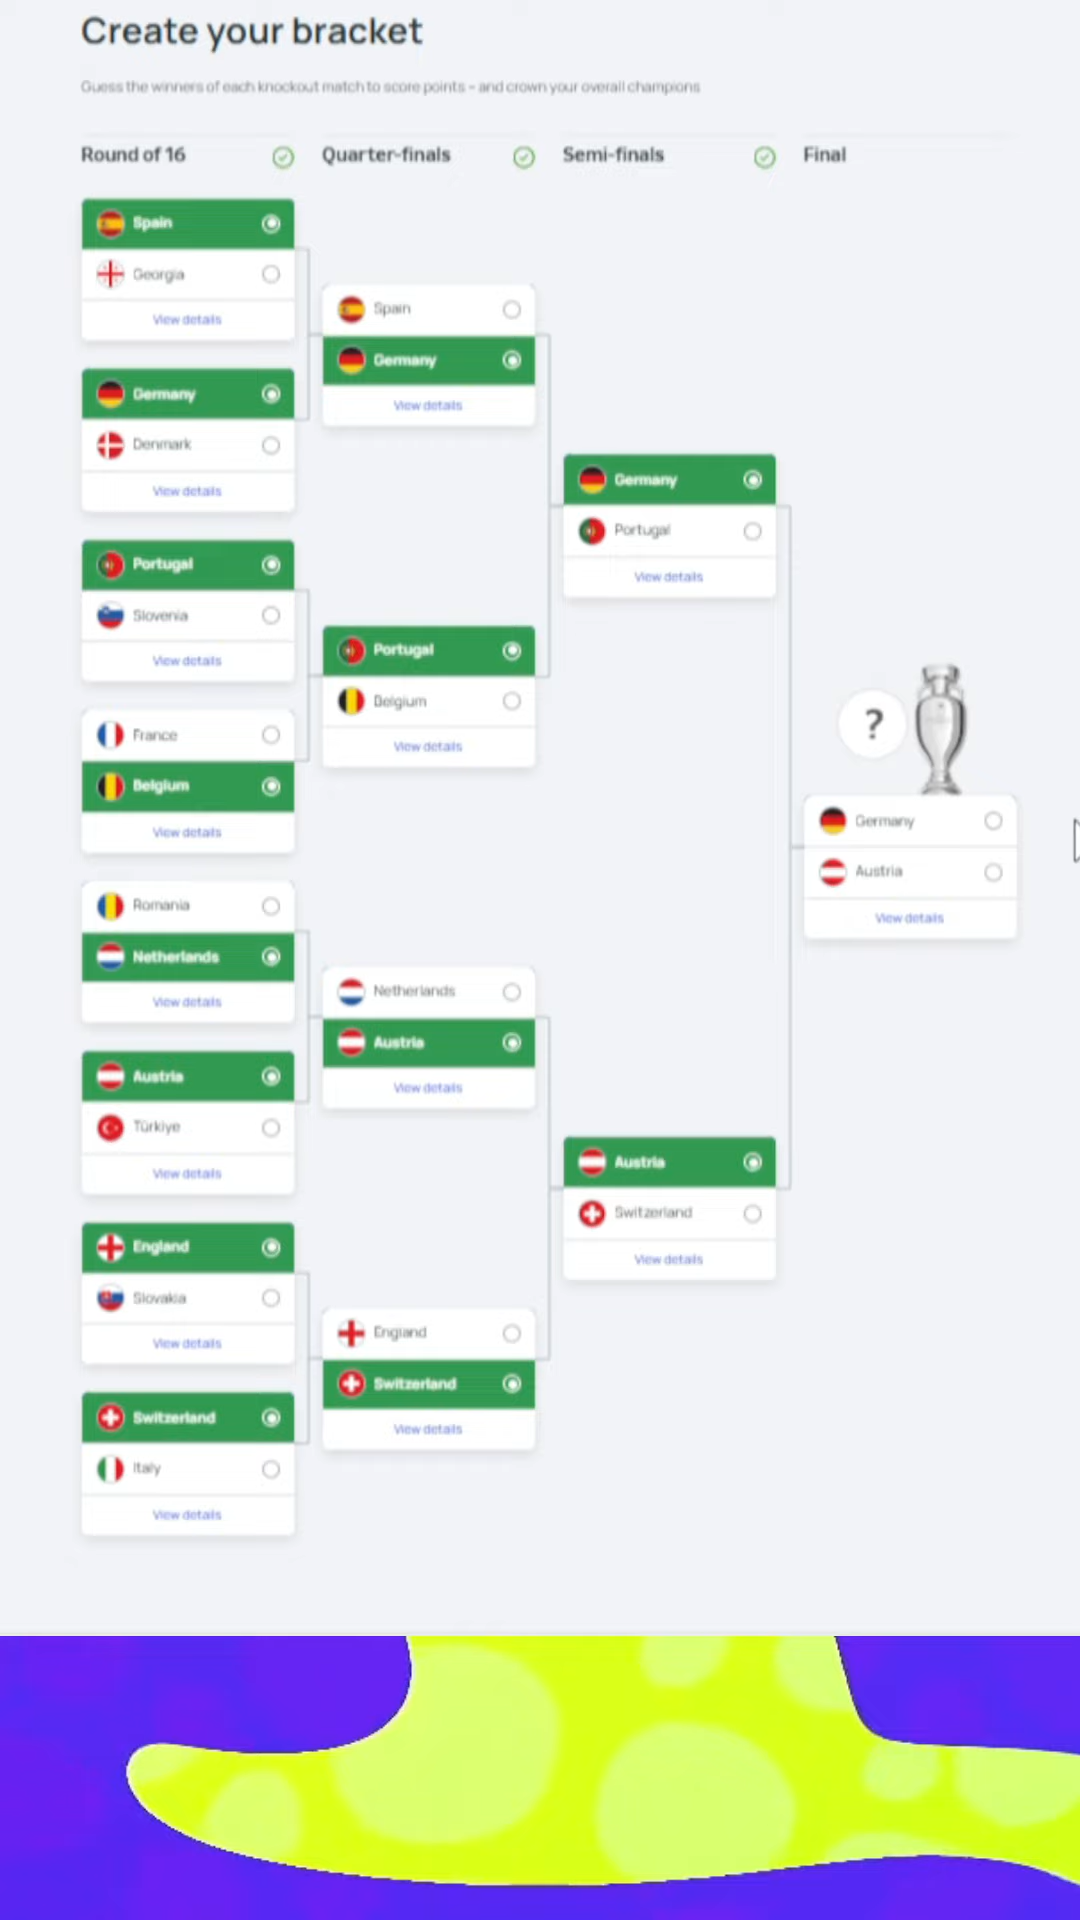 Create your bracket
Guess the winners of each knockout match to score points – and crown your overall champions
Round of 16
Quarter-finals
Semi-finals
Final
Spain
Georgia
View details
Germany
Denmark
View details
Portugal
Slovenia
View details
France
Belgium
View details
Romania
Netherlands
View details
Austria
Türkiye
View details
England
Slovakia
View details
Switzerland
Italy
View details
Spain
Germany
View details
Portugal
Belgium
View details
Netherlands
Austria
View details
England
Switzerland
View details
Germany
Portugal
View details
Austria
Switzerland
View details
?
Germany
Austria
View details